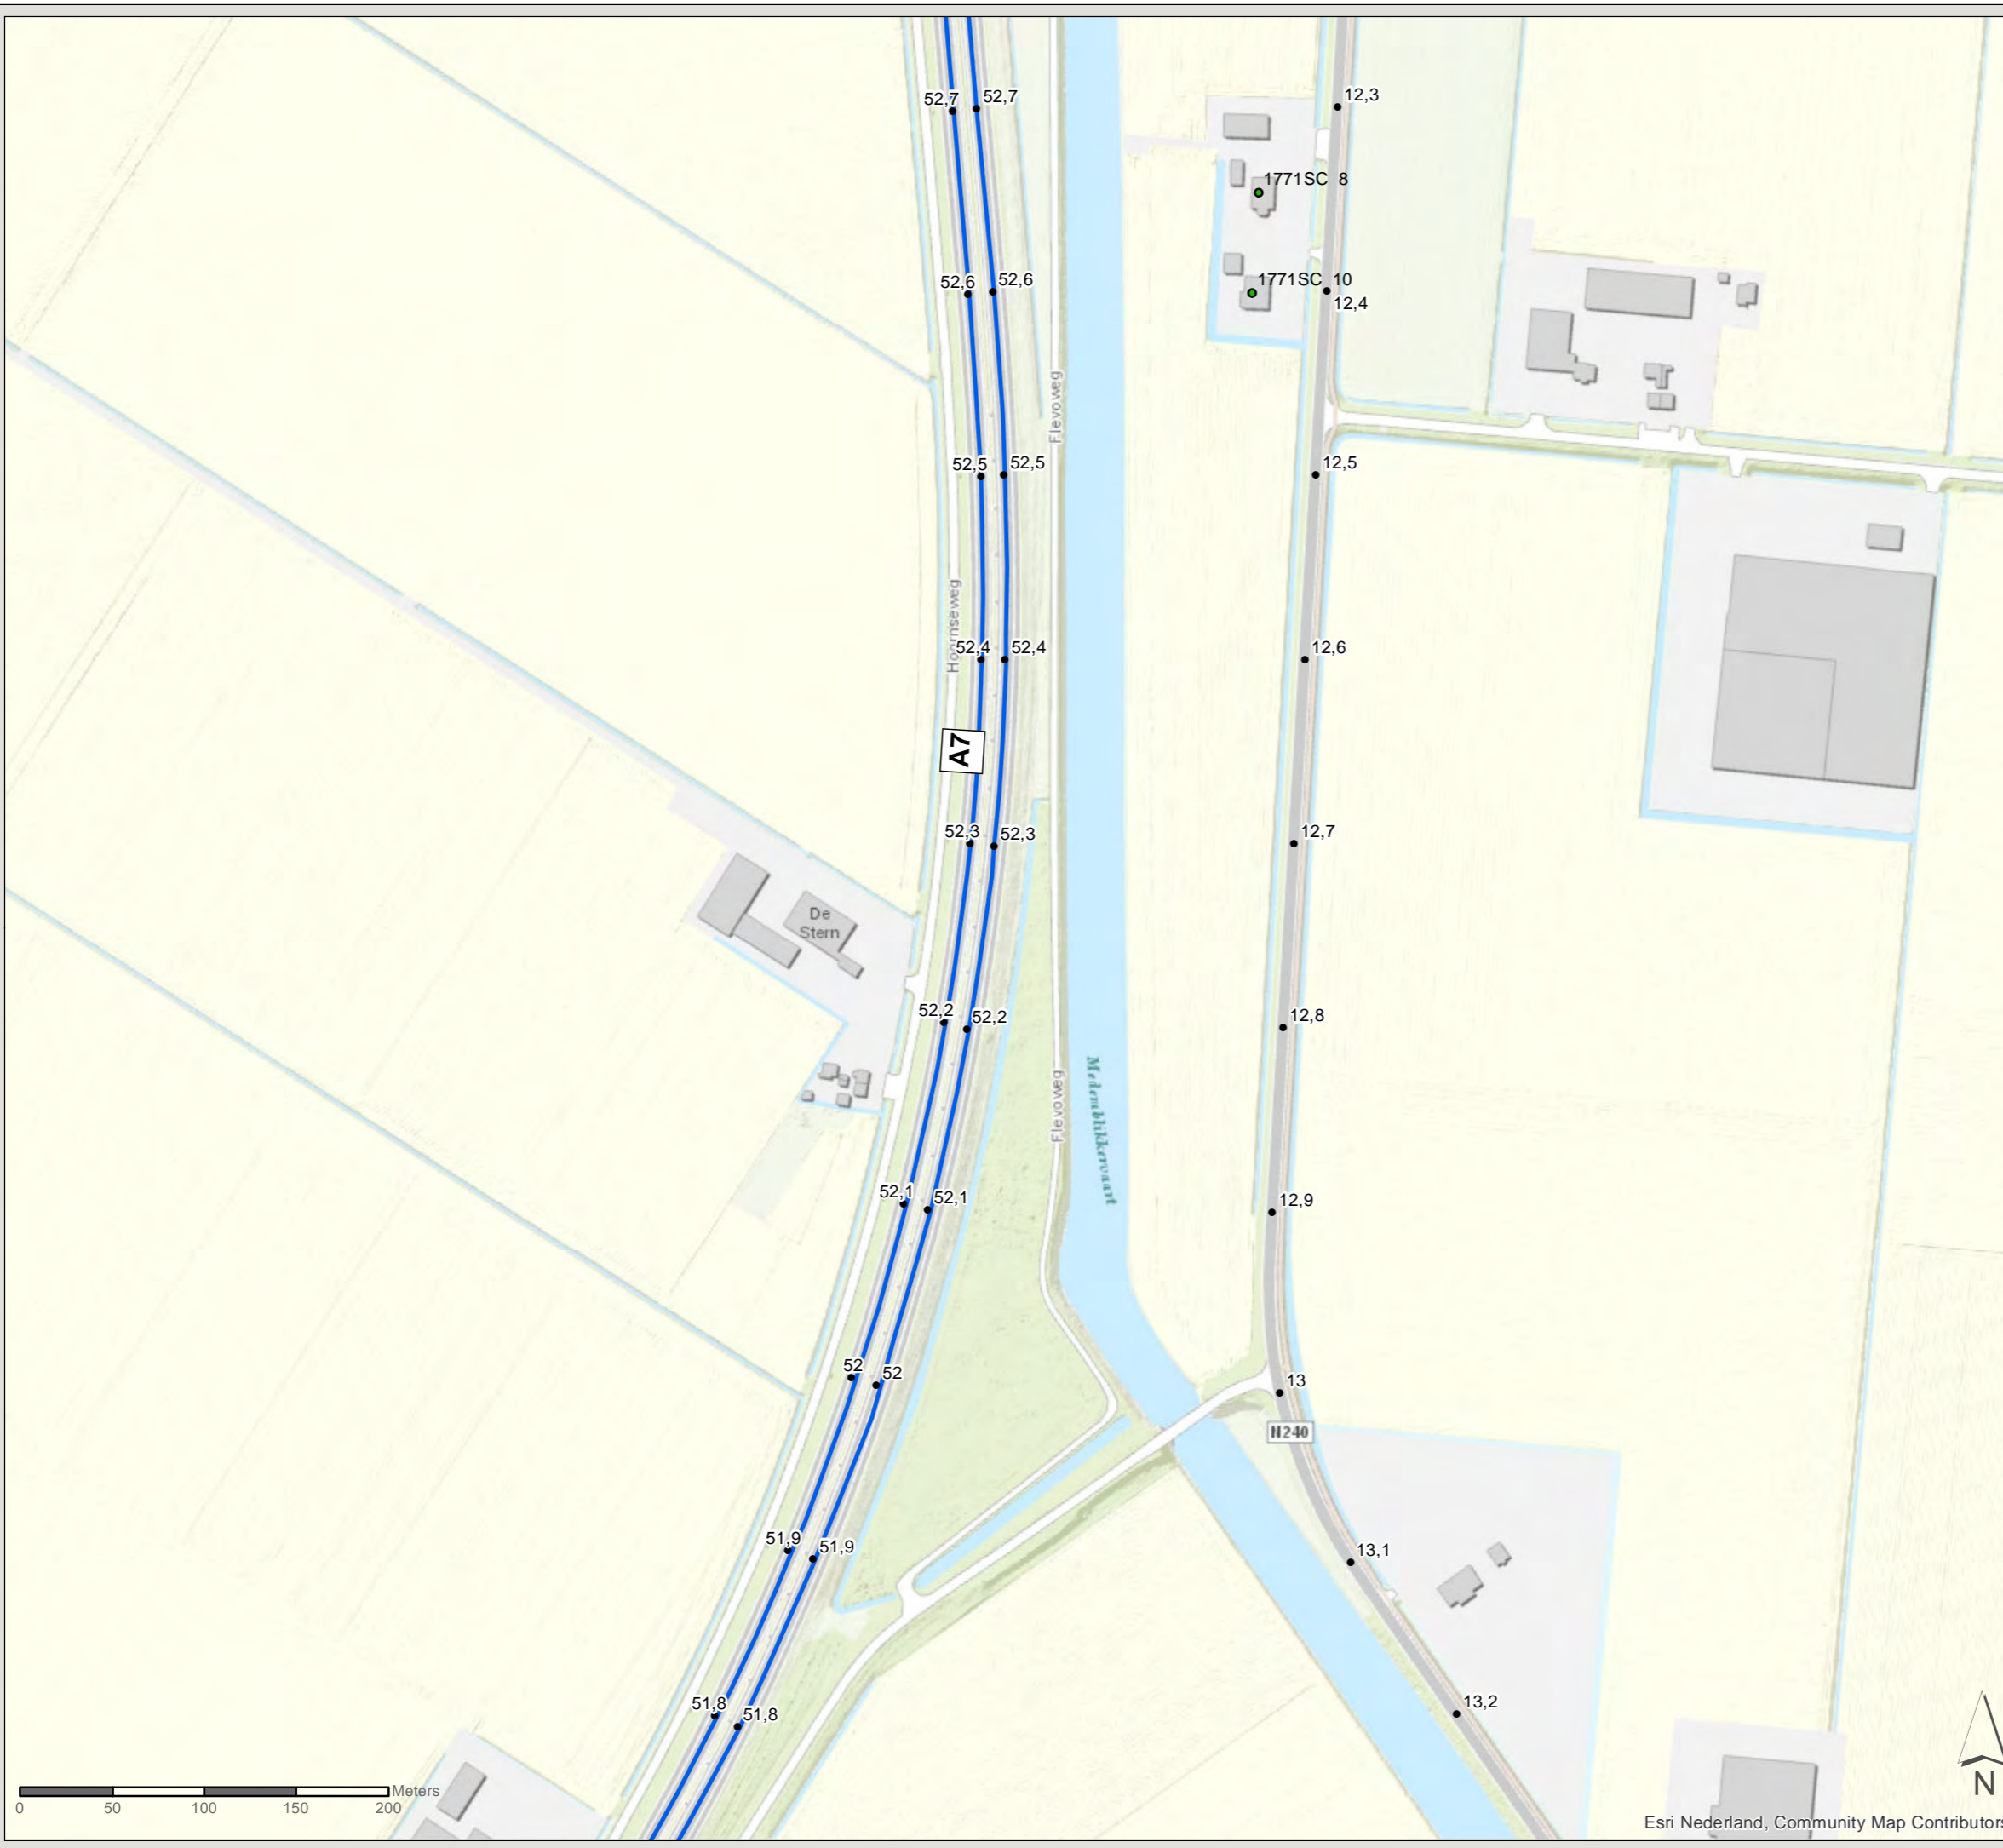 52,7
52,7
12,3
1771SC 8
52,6
52,6
1771SC 10
12,4
Flevoweg
52,5
52,5
12,5
Hoornseweg
52,4
52,4
12,6
A7
52,3
52,3
12,7
De
Stern
52,2
52,2
12,8
Flevoweg
Medemblikkervaart
52,1
52,1
12,9
52
52
13
N240
51,9
51,9
13,1
51,8
51,8
13,2
Meters
0 50 100 150 200
N
Esri Nederland, Community Map Contributors